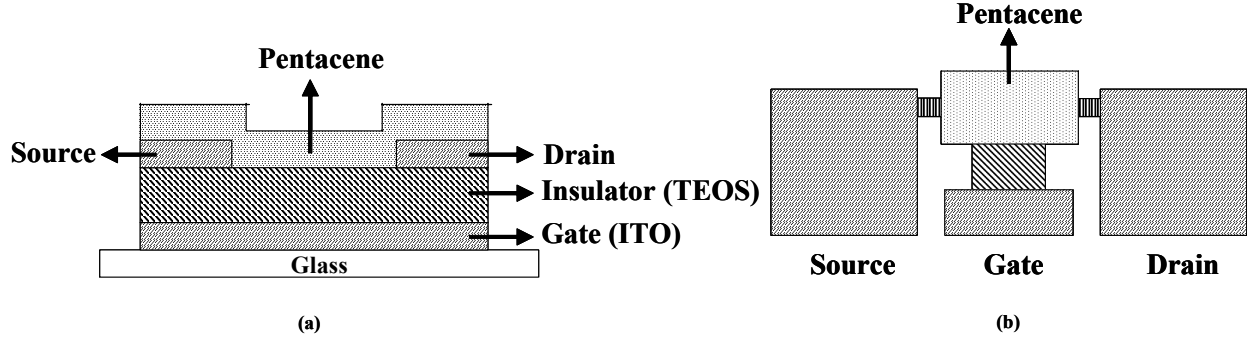 Pentacene
Source
Drain
Insulator (TEOS)
Gate (ITO)
Glass
(a)
Pentacene
Source
Gate
Drain
(b)